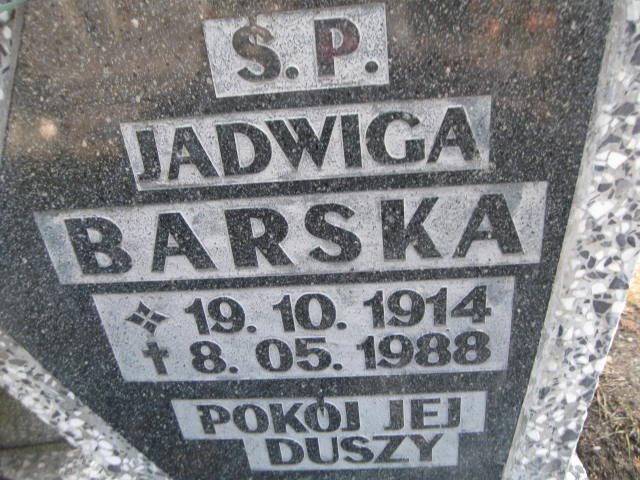 Ś.P.
JADWIGA
BARSKA
19. 10. 1914
† 8. 05. 1988
POKÓJ JEJ
DUSZY